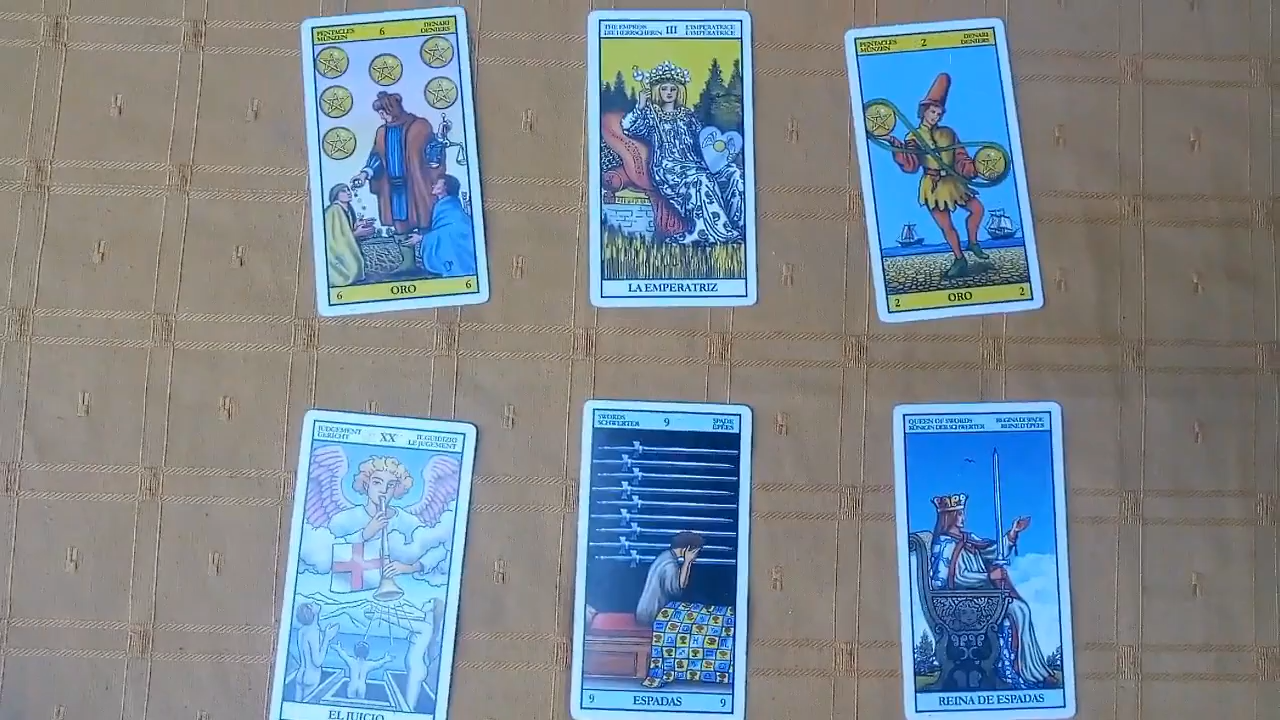 PENTACLES 6 DENARI
MÜNZEN DENIERS
6 ORO 6
THE EMPRESS III L'IMPERATRICE
DIE HERRSCHERIN L'IMPERATRICE
LA EMPERATRIZ
PENTACLES 2 DENARI
MÜNZEN DENIERS
2 ORO 2
JUDGEMENT XX IL GIUDIZIO
GERICHT LE JUGEMENT
EL JUICIO
SWORDS 9 SPADE
SCHWERTER ÉPÉES
9 ESPADAS 9
QUEEN OF SWORDS REGINA DI SPADE
KÖNIGIN DER SCHWERTER REINE D'ÉPÉES
REINA DE ESPADAS